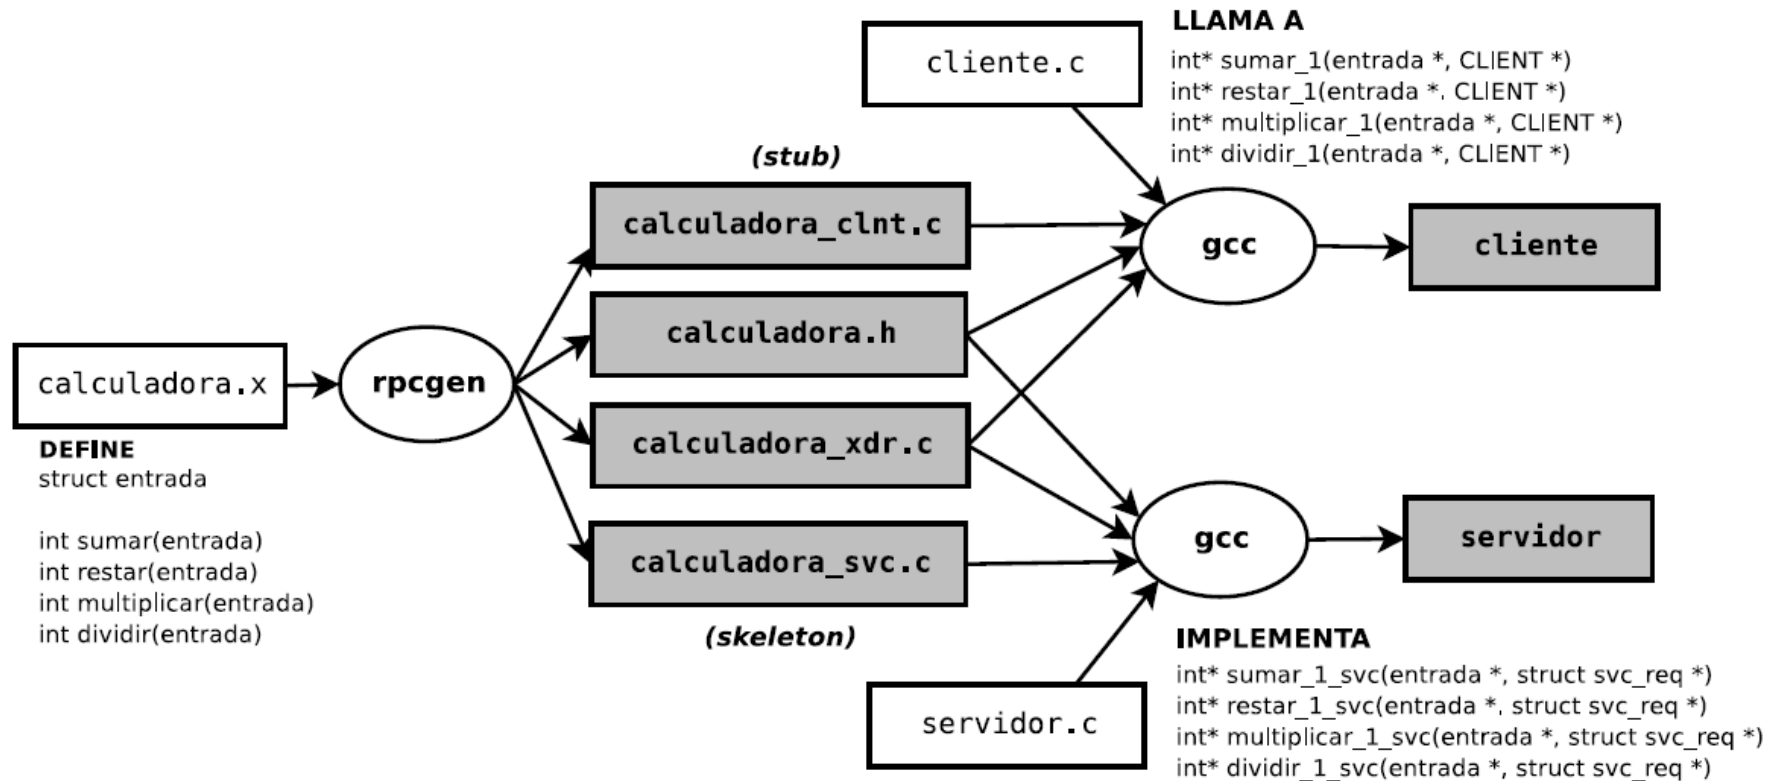 LLAMA A
cliente.c
int* sumar_1(entrada *, CLIENT *)
int* restar_1(entrada *. CLIENT *)
int* multiplicar_1(entrada *, CLIENT *)
int* dividir_1(entrada *, CLIENT *)
(stub)
calculadora_clnt.c
gcc
cliente
calculadora.h
calculadora.x
rpcgen
calculadora_xdr.c
DEFINE
struct entrada
int sumar(entrada)
int restar(entrada)
int multiplicar(entrada)
int dividir(entrada)
calculadora_svc.c
gcc
servidor
(skeleton)
servidor.c
IMPLEMENTA
int* sumar_1_svc(entrada *, struct svc_req *)
int* restar_1_svc(entrada *. struct svc_req *)
int* multiplicar_1_svc(entrada *, struct svc_req *)
int* dividir_1_svc(entrada *, struct svc_req *)